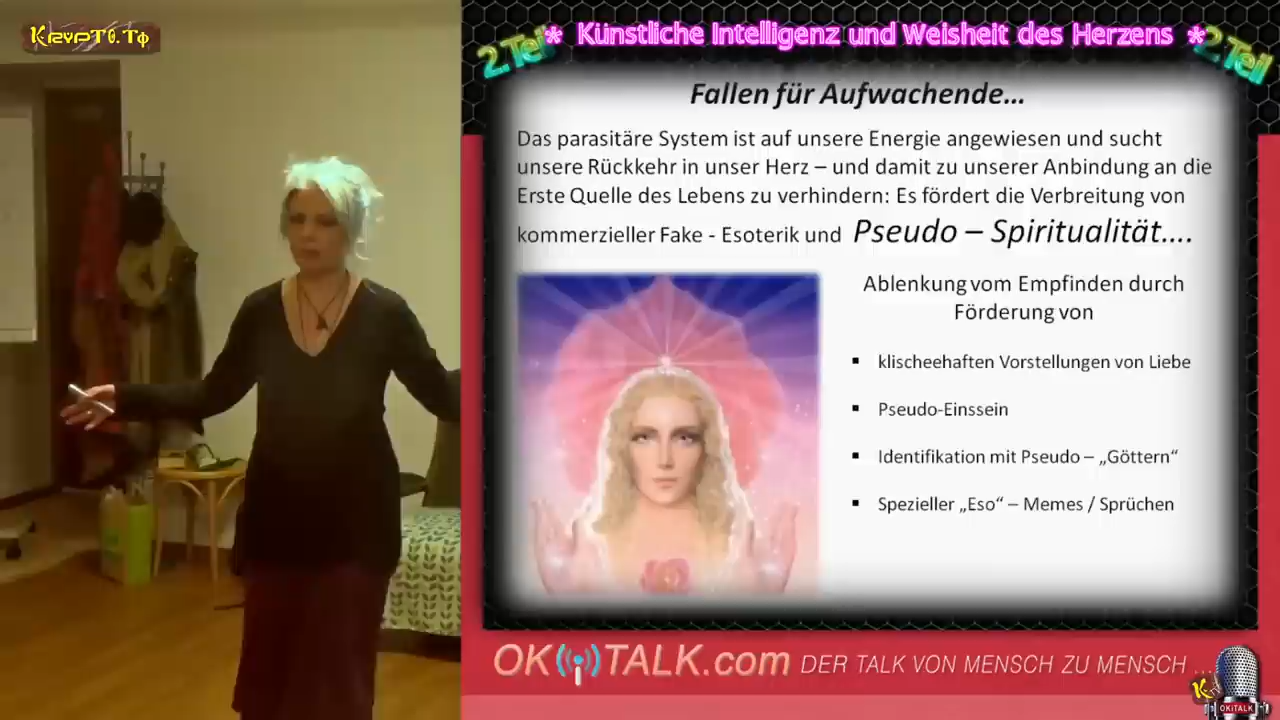 KryptO.TΦ
2.Teil
* Künstliche Intelligenz und Weisheit des Herzens *
2.Teil
Fallen für Aufwachende...
Das parasitäre System ist auf unsere Energie angewiesen und sucht
unsere Rückkehr in unser Herz – und damit zu unserer Anbindung an die
Erste Quelle des Lebens zu verhindern: Es fördert die Verbreitung von
kommerzieller Fake - Esoterik und Pseudo – Spiritualität....
Ablenkung vom Empfinden durch
Förderung von
▪ klischeehaften Vorstellungen von Liebe
▪ Pseudo-Einssein
▪ Identifikation mit Pseudo – „Göttern“
▪ Spezieller „Eso“ – Memes / Sprüchen
OKiTALK.com DER TALK VON MENSCH ZU MENSCH ...
OKiTALK